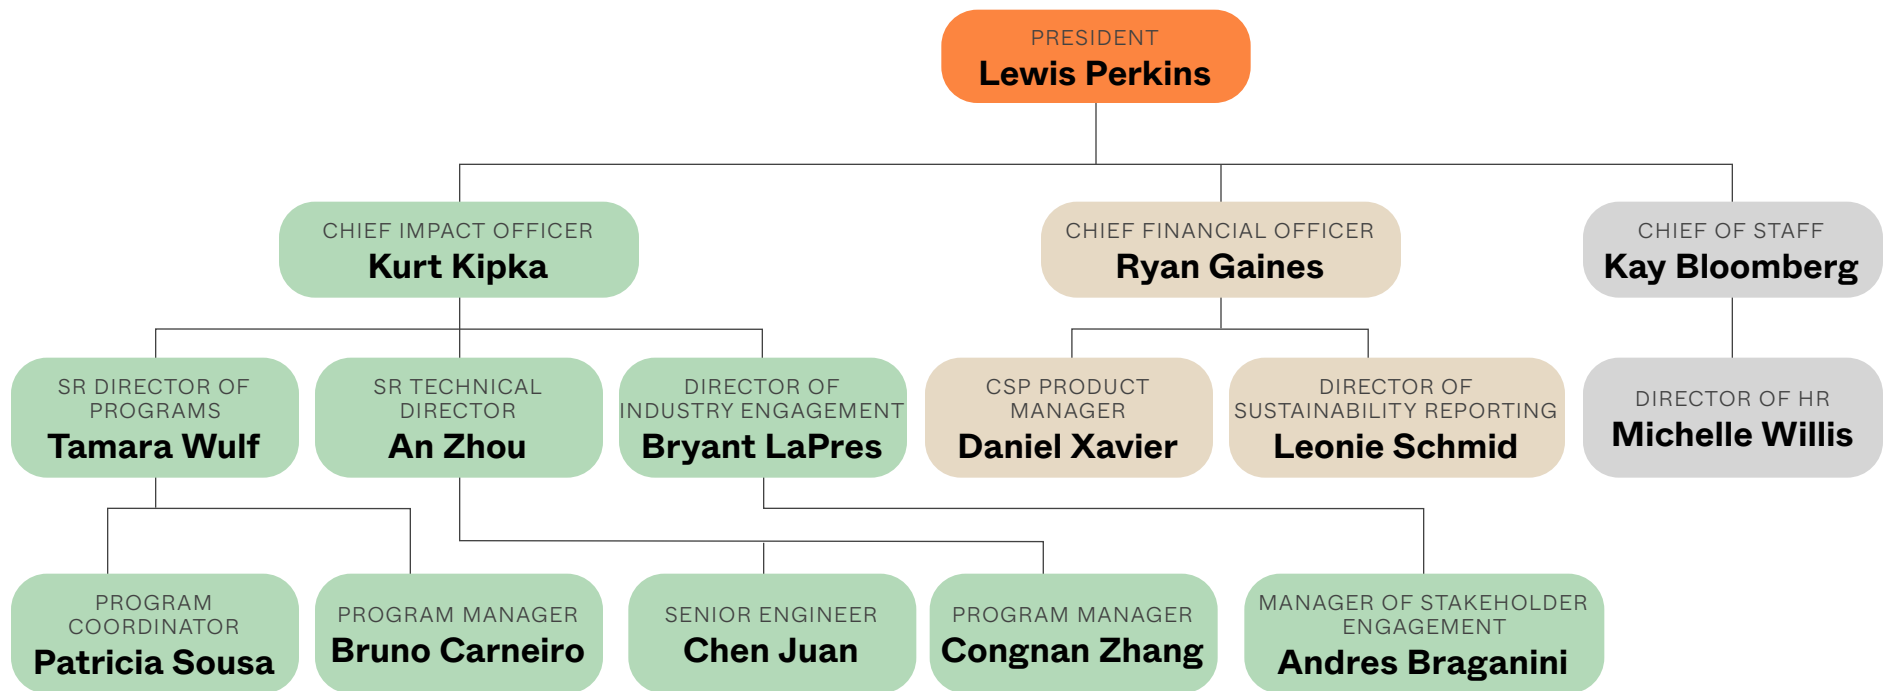 PRESIDENT
Lewis Perkins
CHIEF IMPACT OFFICER
Kurt Kipka
CHIEF FINANCIAL OFFICER
Ryan Gaines
CHIEF OF STAFF
Kay Bloomberg
SR DIRECTOR OF
PROGRAMS
Tamara Wulf
SR TECHNICAL
DIRECTOR
An Zhou
DIRECTOR OF
INDUSTRY ENGAGEMENT
Bryant LaPres
CSP PRODUCT
MANAGER
Daniel Xavier
DIRECTOR OF
SUSTAINABILITY REPORTING
Leonie Schmid
DIRECTOR OF HR
Michelle Willis
PROGRAM
COORDINATOR
Patricia Sousa
PROGRAM MANAGER
Bruno Carneiro
SENIOR ENGINEER
Chen Juan
PROGRAM MANAGER
Congnan Zhang
MANAGER OF STAKEHOLDER
ENGAGEMENT
Andres Braganini